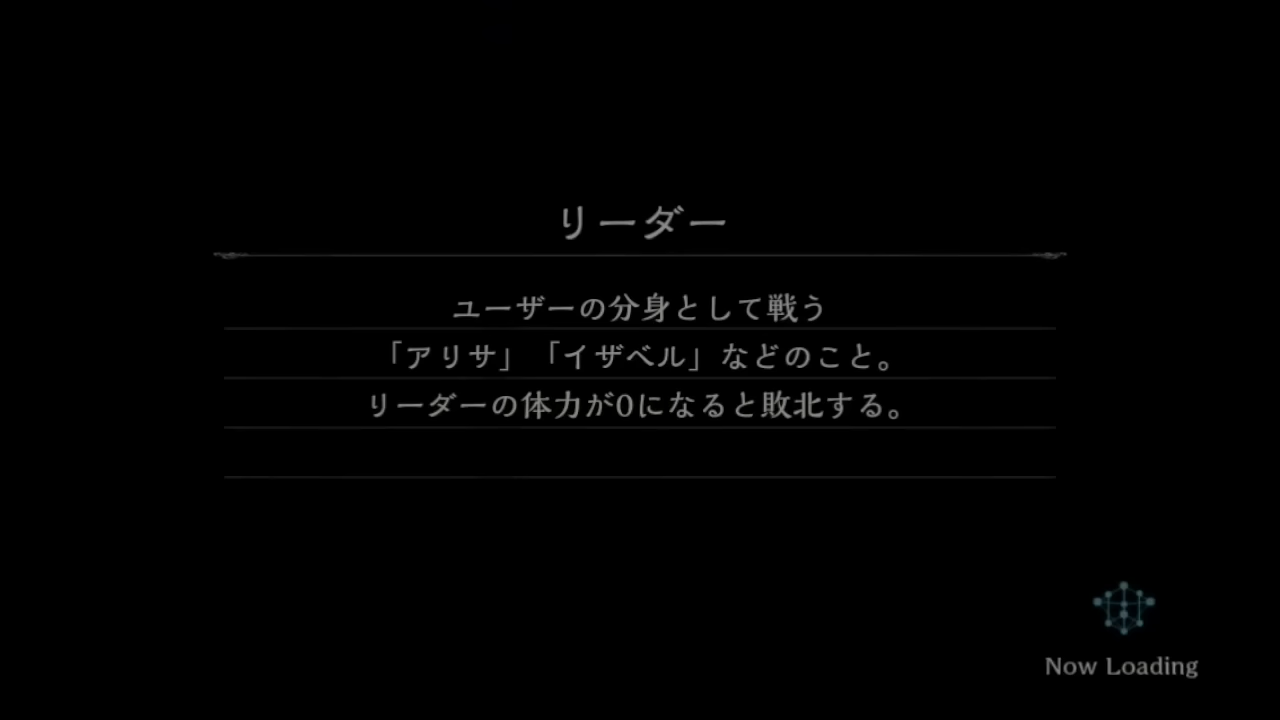 リーダー
ユーザーの分身として戦う
「アリサ」「イザベル」などのこと。
リーダーの体力が0になると敗北する。
Now Loading